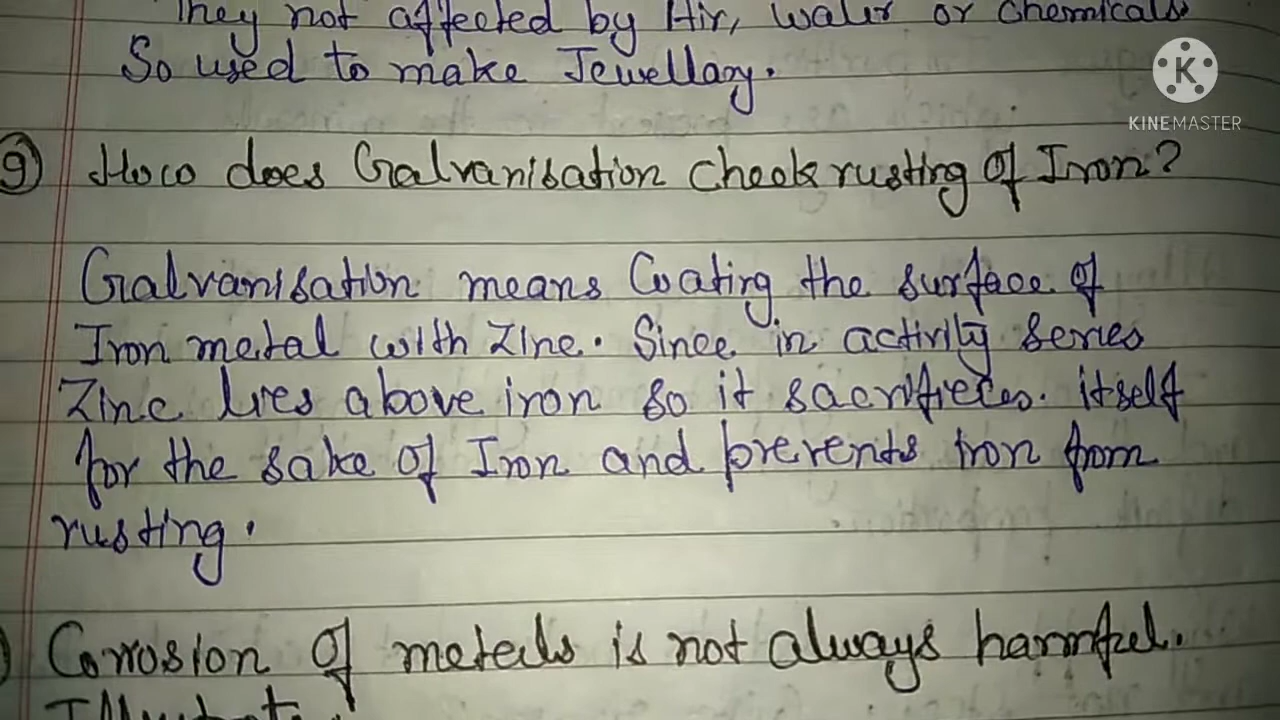 They not affected by Air, water or chemicals
So used to make Jewellary.
K
KINEMASTER
9) How does Galvanisation check rusting of Iron?
Galvanisation means Coating the surface of
Iron metal with Zinc. Since in activity series
Zinc lies above iron so it sacrifieces. itself
for the sake of Iron and prevents iron from
rusting.
) Corrosion of metals is not always harmful.
Illustrate.